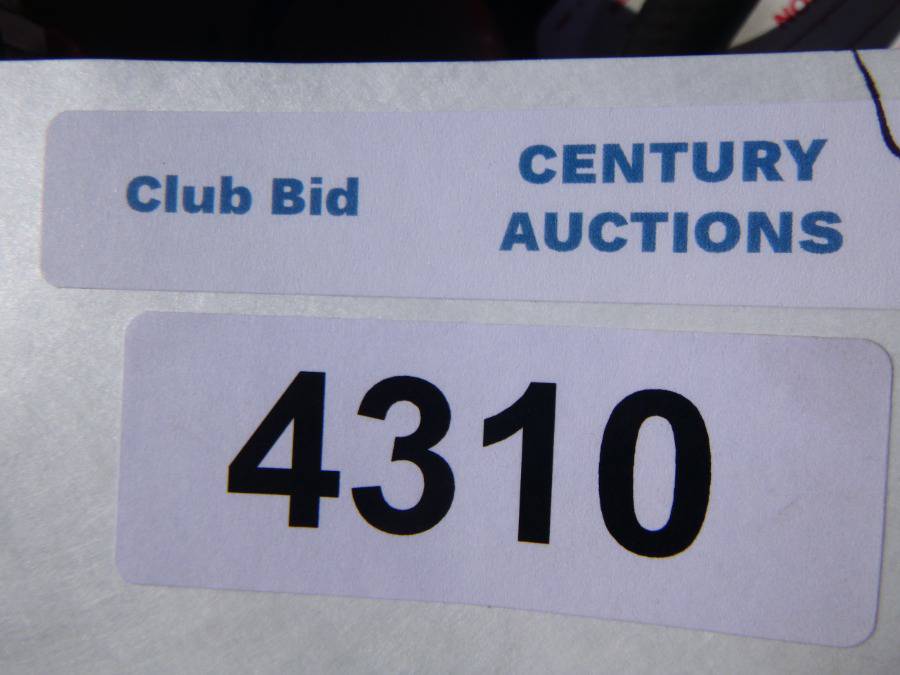 Club Bid
CENTURY
AUCTIONS
4310